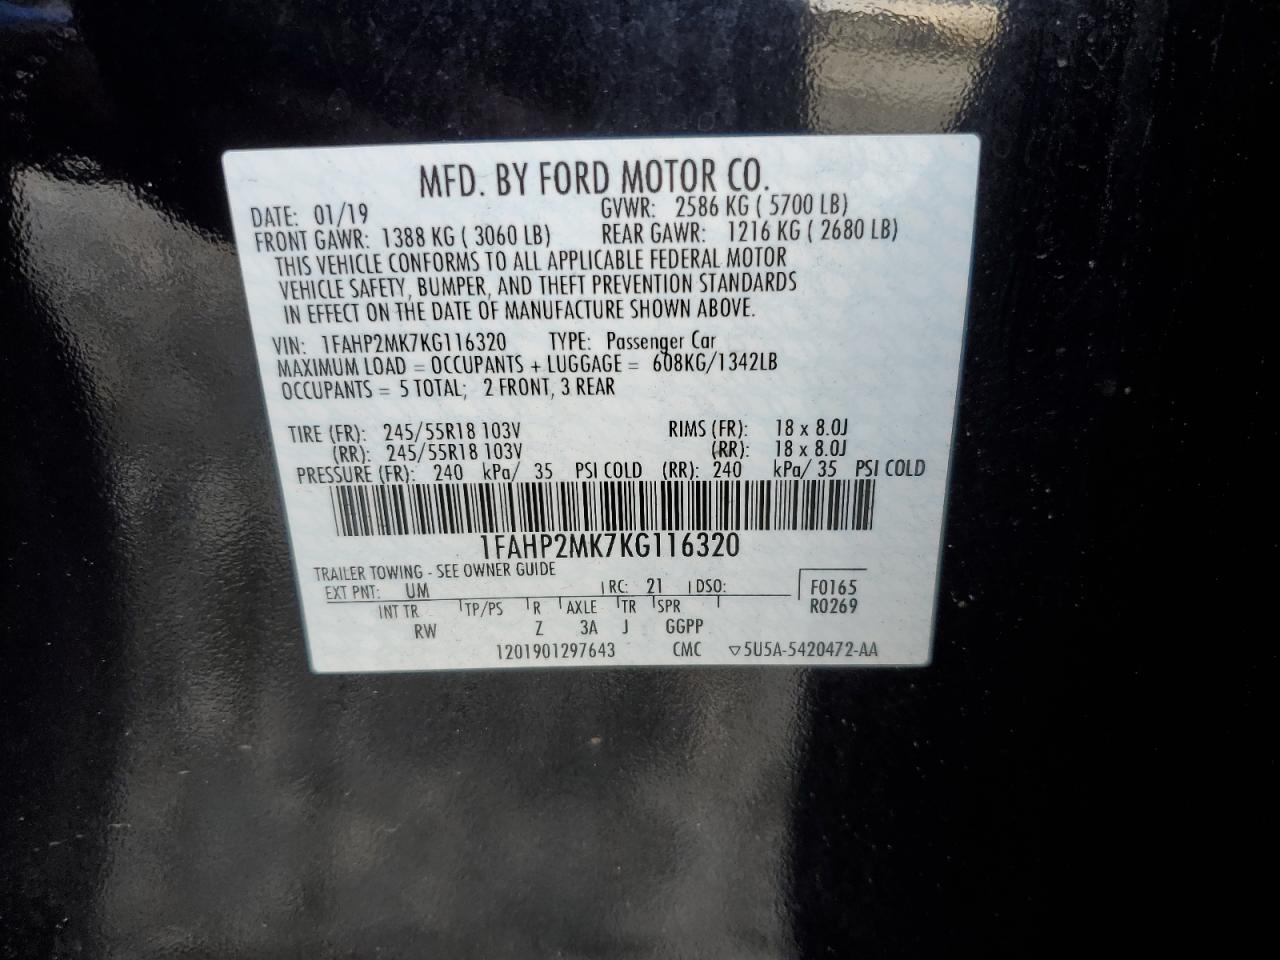 MFD. BY FORD MOTOR CO.
DATE: 01/19 GVWR: 2586 KG ( 5700 LB)
FRONT GAWR: 1388 KG ( 3060 LB) REAR GAWR: 1216 KG ( 2680 LB)
THIS VEHICLE CONFORMS TO ALL APPLICABLE FEDERAL MOTOR
VEHICLE SAFETY, BUMPER, AND THEFT PREVENTION STANDARDS
IN EFFECT ON THE DATE OF MANUFACTURE SHOWN ABOVE.
VIN: 1FAHP2MK7KG116320 TYPE: Passenger Car
MAXIMUM LOAD = OCCUPANTS + LUGGAGE = 608KG/1342LB
OCCUPANTS = 5 TOTAL; 2 FRONT, 3 REAR
TIRE (FR): 245/55R18 103V RIMS (FR): 18 x 8.0J
(RR): 245/55R18 103V (RR): 18 x 8.0J
PRESSURE (FR): 240 kPa/ 35 PSI COLD (RR): 240 kPa/ 35 PSI COLD
1FAHP2MK7KG116320
TRAILER TOWING - SEE OWNER GUIDE
EXT PNT: UM RC: 21 DSO: F0165
INT TR TP/PS R AXLE TR SPR R0269
RW Z 3A J GGPP
1201901297643 CMC ▽5U5A-5420472-AA